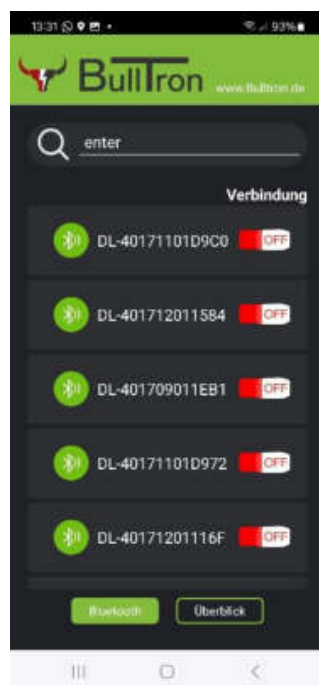 13:31
93%
BullTron
www.Bulltron.de
enter
Verbindung
DL-40171101D9C0 OFF
DL-401712011584 OFF
DL-401709011EB1 OFF
DL-40171101D972 OFF
DL-40171201116F OFF
Bluetooth
Überblick